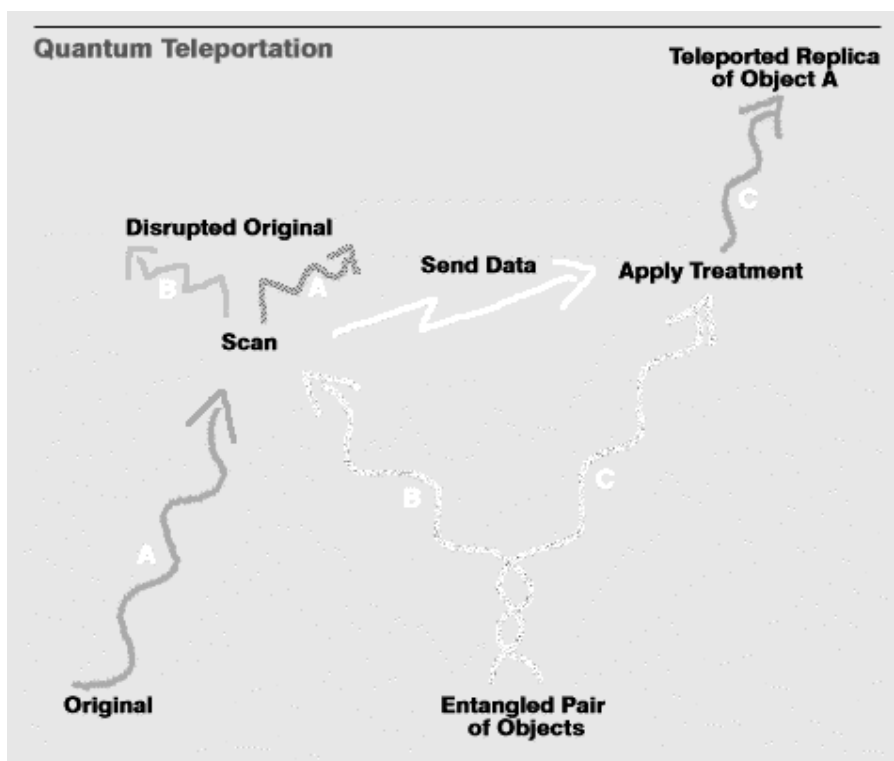 Quantum Teleportation
Teleported Replica
of Object A
C
Disrupted Original
B
A
Send Data
Apply Treatment
Scan
B
C
A
Original
Entangled Pair
of Objects